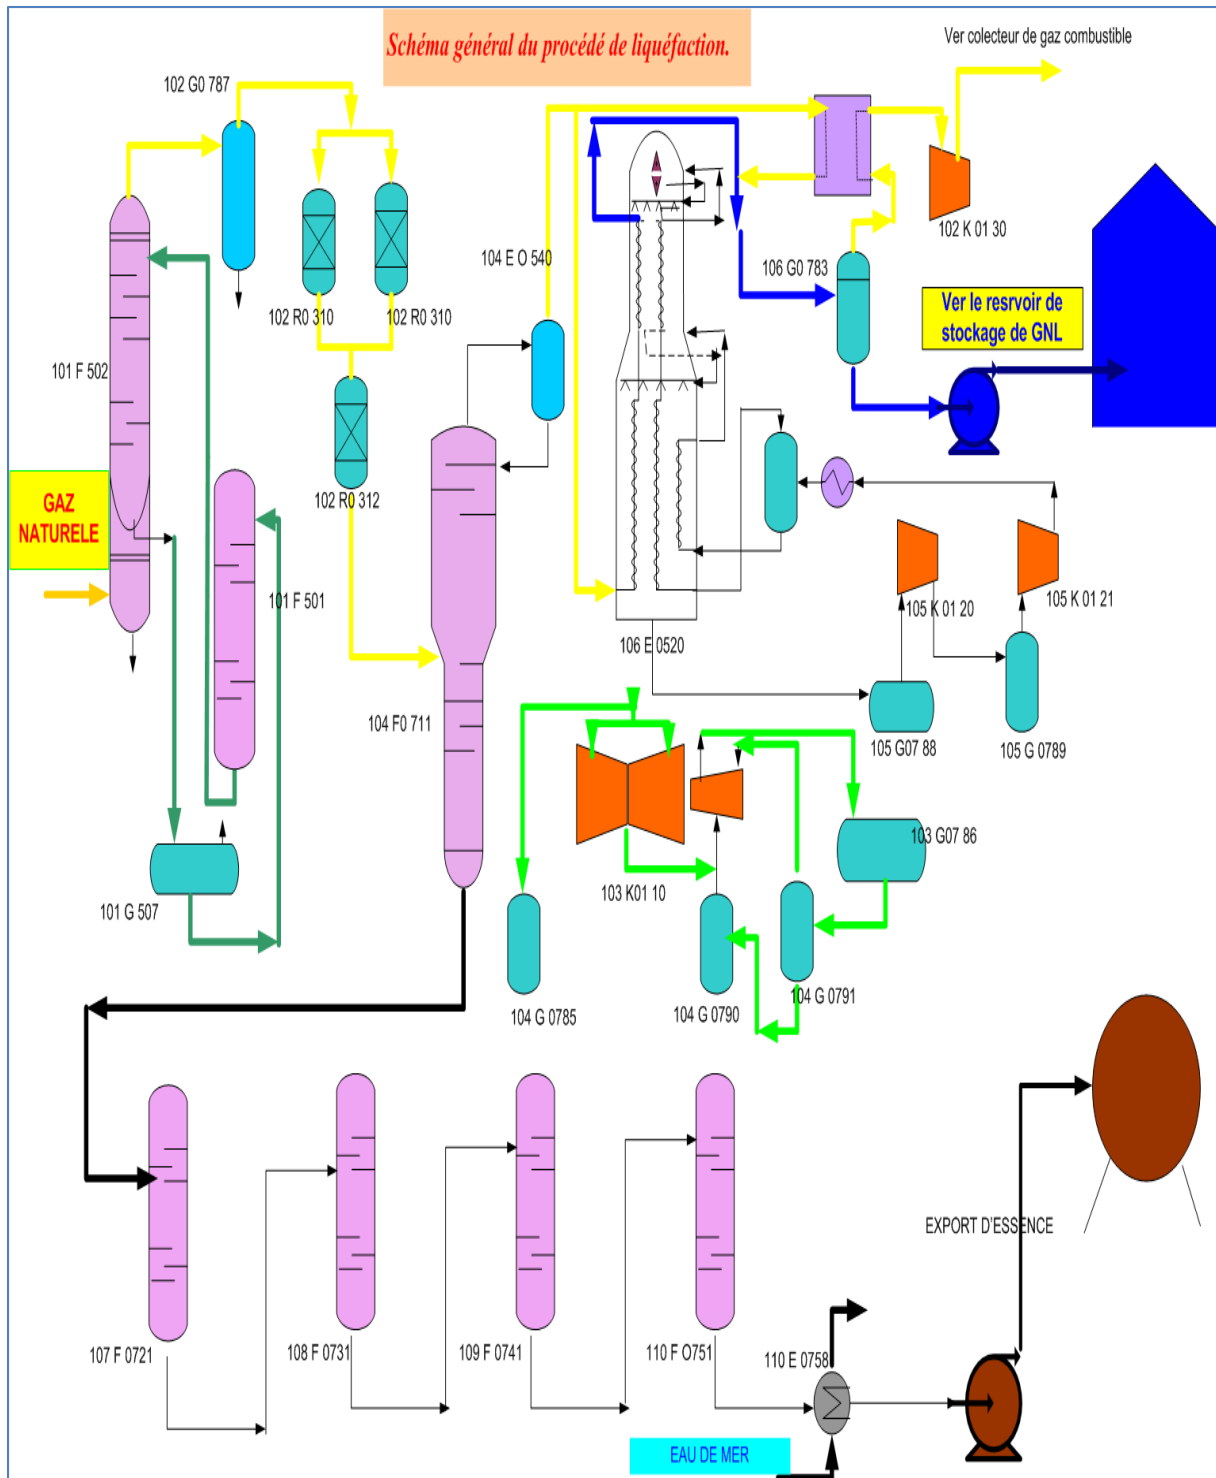 Schéma général du procédé de liquéfaction.
Ver colecteur de gaz combustible
102 G0 787
104 E O 540
102 K 01 30
106 G0 783
Ver le resrvoir de
stockage de GNL
102 R0 310
102 R0 310
101 F 502
GAZ
NATURELE
102 R0 312
101 F 501
105 K 01 20
105 K 01 21
106 E 0520
104 F0 711
105 G07 88
105 G 0789
103 G07 86
103 K01 10
101 G 507
104 G 0785
104 G 0790
104 G 0791
EXPORT D'ESSENCE
107 F 0721
108 F 0731
109 F 0741
110 F O751
110 E 0758
EAU DE MER